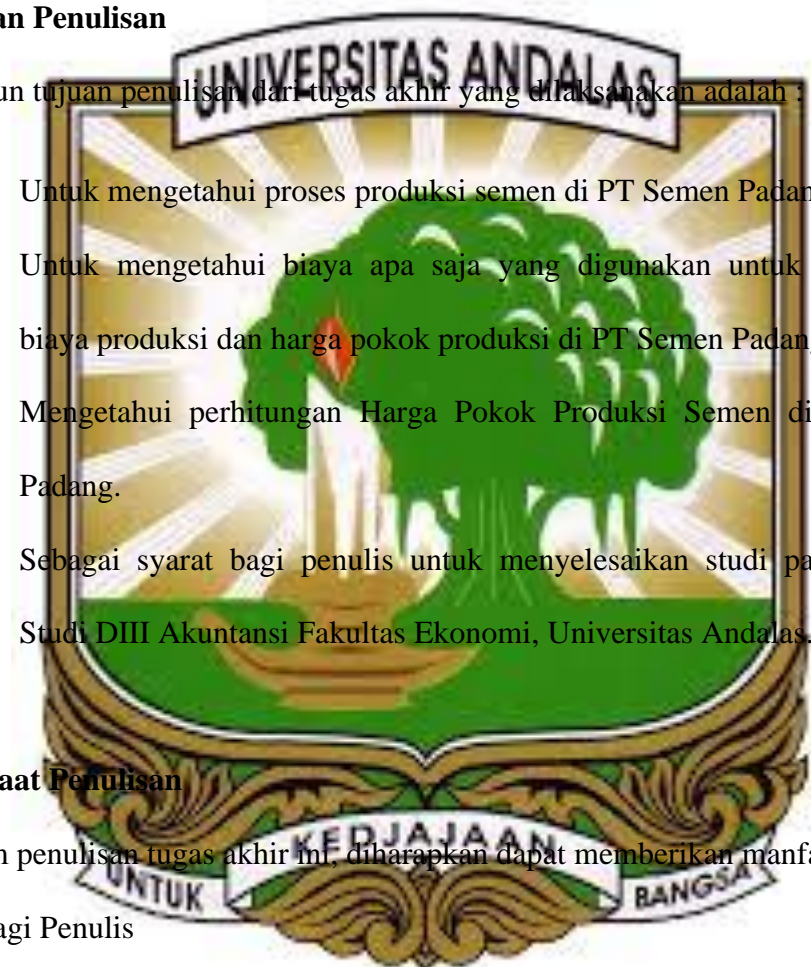 an Penulisan
UNIVERSITAS ANDALAS
un tujuan penulisan dari tugas akhir yang dilaksanakan adalah :
Untuk mengetahui proses produksi semen di PT Semen Padan
Untuk mengetahui biaya apa saja yang digunakan untuk
biaya produksi dan harga pokok produksi di PT Semen Padang
Mengetahui perhitungan Harga Pokok Produksi Semen di
Padang.
Sebagai syarat bagi penulis untuk menyelesaikan studi pa
Studi DIII Akuntansi Fakultas Ekonomi, Universitas Andalas.
aat Penulisan
n penulisan tugas akhir ini, diharapkan dapat memberikan manfa
UNTUK KEDJAJAAN BANGSA
agi Penulis